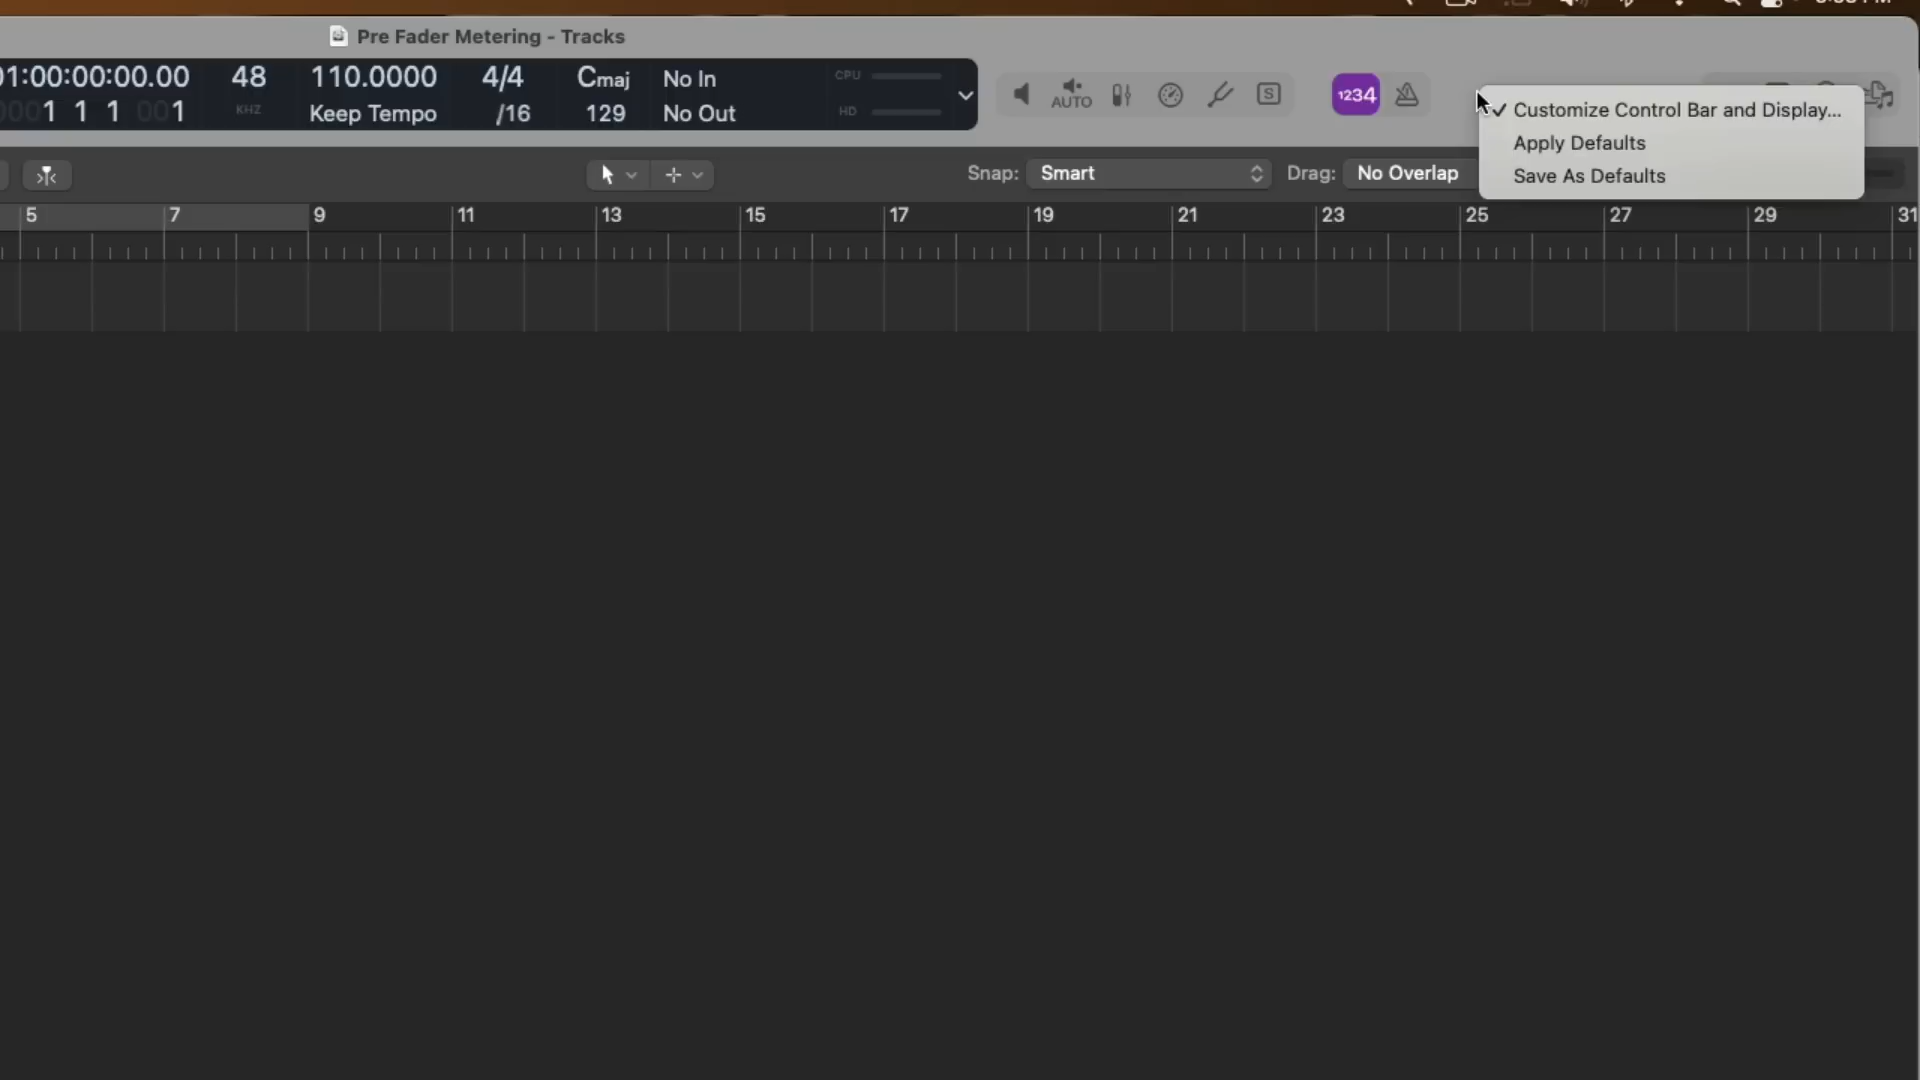 Pre Fader Metering - Tracks
01:00:00:00.00 48 110.0000 4/4 Cmaj No In CPU
0001 1 1 001 KHZ Keep Tempo /16 129 No Out HD
AUTO S 1234
Customize Control Bar and Display...
Apply Defaults
Save As Defaults
Snap: Smart Drag: No Overlap
5 7 9 11 13 15 17 19 21 23 25 27 29 31